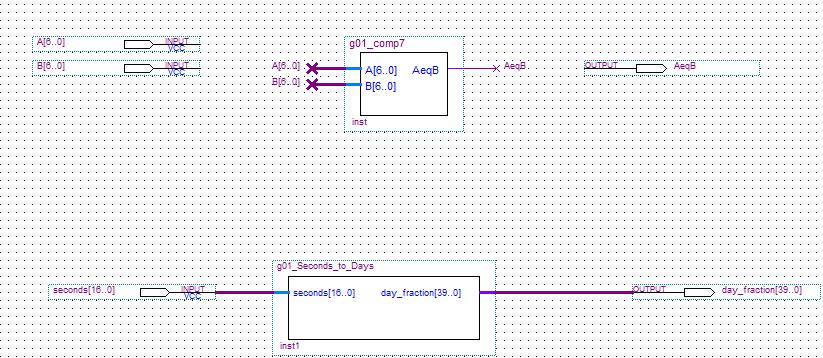 A[6..0] INPUT VCC
B[6..0] INPUT VCC
g01_comp7
A[6..0] A[6..0] AeqB AeqB
B[6..0] B[6..0]
inst
OUTPUT AeqB
g01_Seconds_to_Days
seconds[16..0] INPUT VCC
seconds[16..0] day_fraction[39..0]
OUTPUT day_fraction[39..0]
inst1